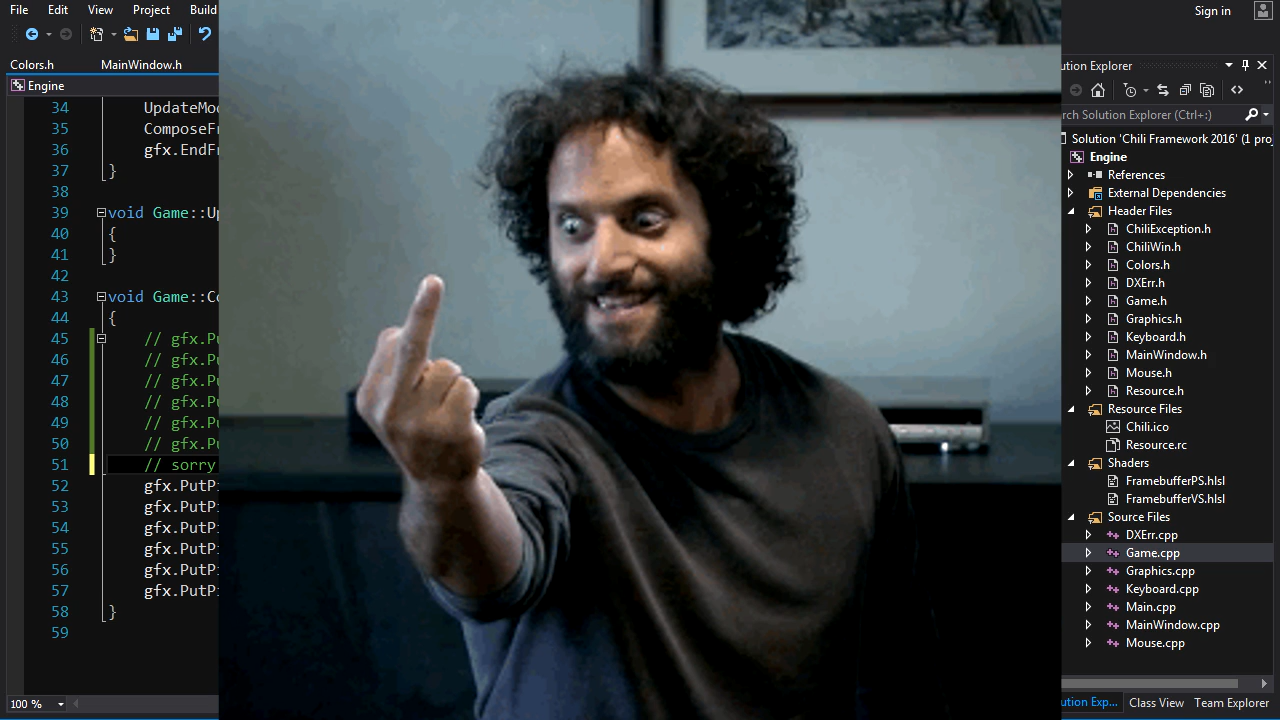 File Edit View Project Build
Sign in
Colors.h MainWindow.h
Engine
34 UpdateMod
35 ComposeFr
36 gfx.EndFr
37 }
38
39 void Game::Up
40 {
41 }
42
43 void Game::Co
44 {
45 // gfx.Pu
46 // gfx.Pu
47 // gfx.Pu
48 // gfx.Pu
49 // gfx.Pu
50 // gfx.Pu
51 // sorry
52 gfx.PutPi
53 gfx.PutPi
54 gfx.PutPi
55 gfx.PutPi
56 gfx.PutPi
57 gfx.PutPi
58 }
59
100 %
ution Explorer
rch Solution Explorer (Ctrl+;)
Solution 'Chili Framework 2016' (1 pro
Engine
References
External Dependencies
Header Files
ChiliException.h
ChiliWin.h
Colors.h
DXErr.h
Game.h
Graphics.h
Keyboard.h
MainWindow.h
Mouse.h
Resource.h
Resource Files
Chili.ico
Resource.rc
Shaders
FramebufferPS.hlsl
FramebufferVS.hlsl
Source Files
DXErr.cpp
Game.cpp
Graphics.cpp
Keyboard.cpp
Main.cpp
MainWindow.cpp
Mouse.cpp
ution Exp... Class View Team Explorer